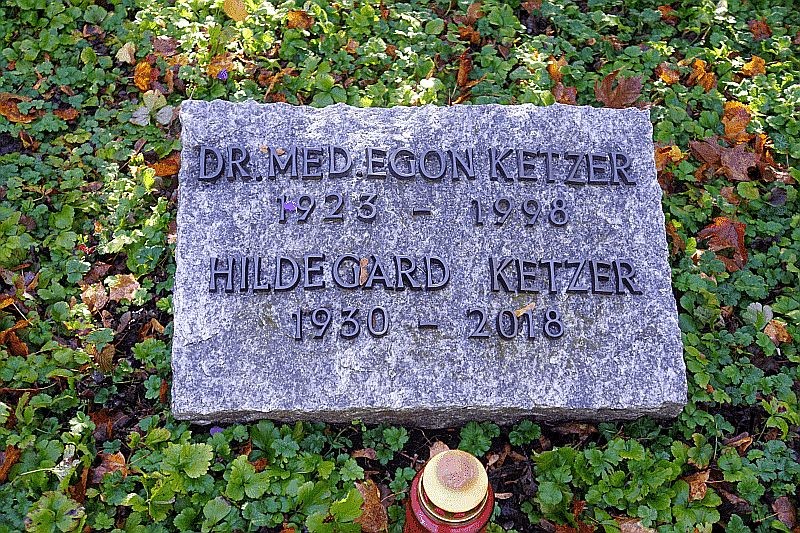 DR. MED. EGON KETZER
1923 – 1998
HILDEGARD KETZER
1930 – 2018